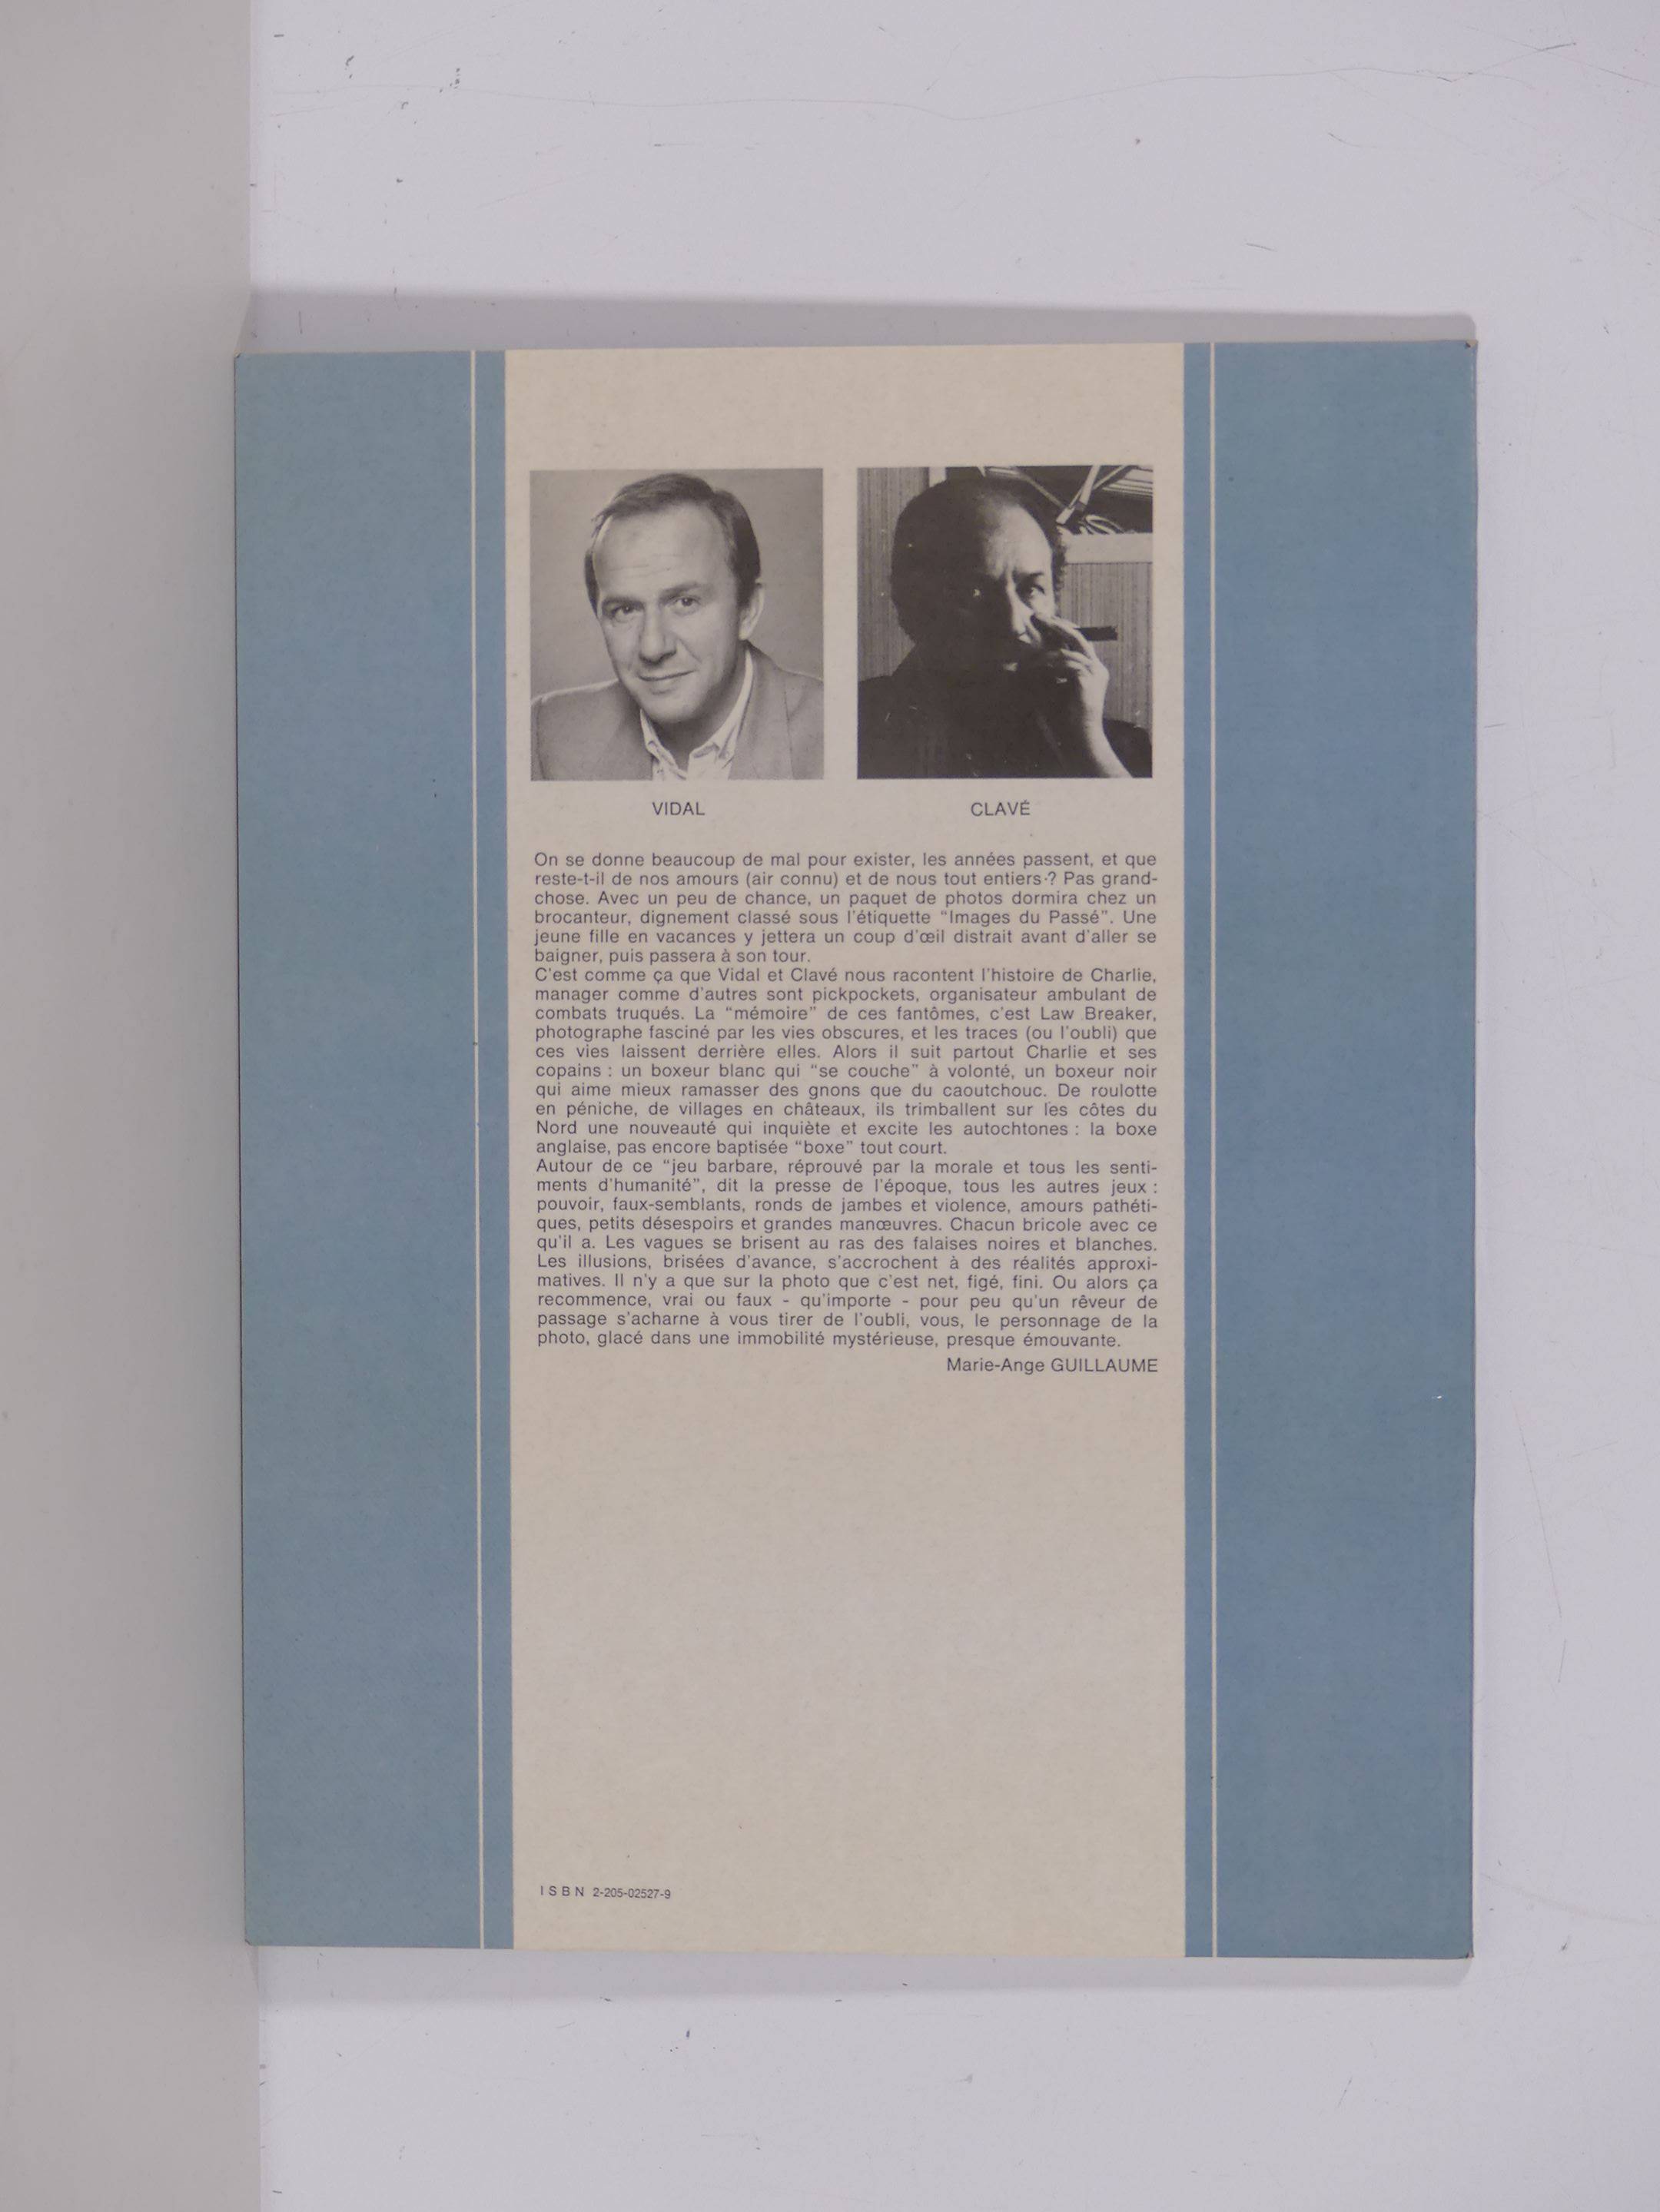 VIDAL
CLAVÉ
On se donne beaucoup de mal pour exister, les années passent, et que
reste-t-il de nos amours (air connu) et de nous tout entiers ? Pas grand-
chose. Avec un peu de chance, un paquet de photos dormira chez un
brocanteur, dignement classé sous l'étiquette “Images du Passé”. Une
jeune fille en vacances y jettera un coup d'œil distrait avant d'aller se
baigner, puis passera à son tour.
C'est comme ça que Vidal et Clavé nous racontent l'histoire de Charlie,
manager comme d'autres sont pickpockets, organisateur ambulant de
combats truqués. La “mémoire” de ces fantômes, c'est Law Breaker,
photographe fasciné par les vies obscures, et les traces (ou l'oubli) que
ces vies laissent derrière elles. Alors il suit partout Charlie et ses
copains : un boxeur blanc qui “se couche” à volonté, un boxeur noir
qui aime mieux ramasser des gnons que du caoutchouc. De roulotte
en péniche, de villages en châteaux, ils trimballent sur les côtes du
Nord une nouveauté qui inquiète et excite les autochtones : la boxe
anglaise, pas encore baptisée “boxe” tout court.
Autour de ce “jeu barbare, réprouvé par la morale et tous les senti-
ments d'humanité”, dit la presse de l'époque, tous les autres jeux :
pouvoir, faux-semblants, ronds de jambes et violence, amours pathéti-
ques, petits désespoirs et grandes manœuvres. Chacun bricole avec ce
qu'il a. Les vagues se brisent au ras des falaises noires et blanches.
Les illusions, brisées d'avance, s'accrochent à des réalités approxi-
matives. Il n'y a que sur la photo que c'est net, figé, fini. Ou alors ça
recommence, vrai ou faux - qu'importe - pour peu qu'un rêveur de
passage s'acharne à vous tirer de l'oubli, vous, le personnage de la
photo, glacé dans une immobilité mystérieuse, presque émouvante.
Marie-Ange GUILLAUME
ISBN 2-205-02527-9